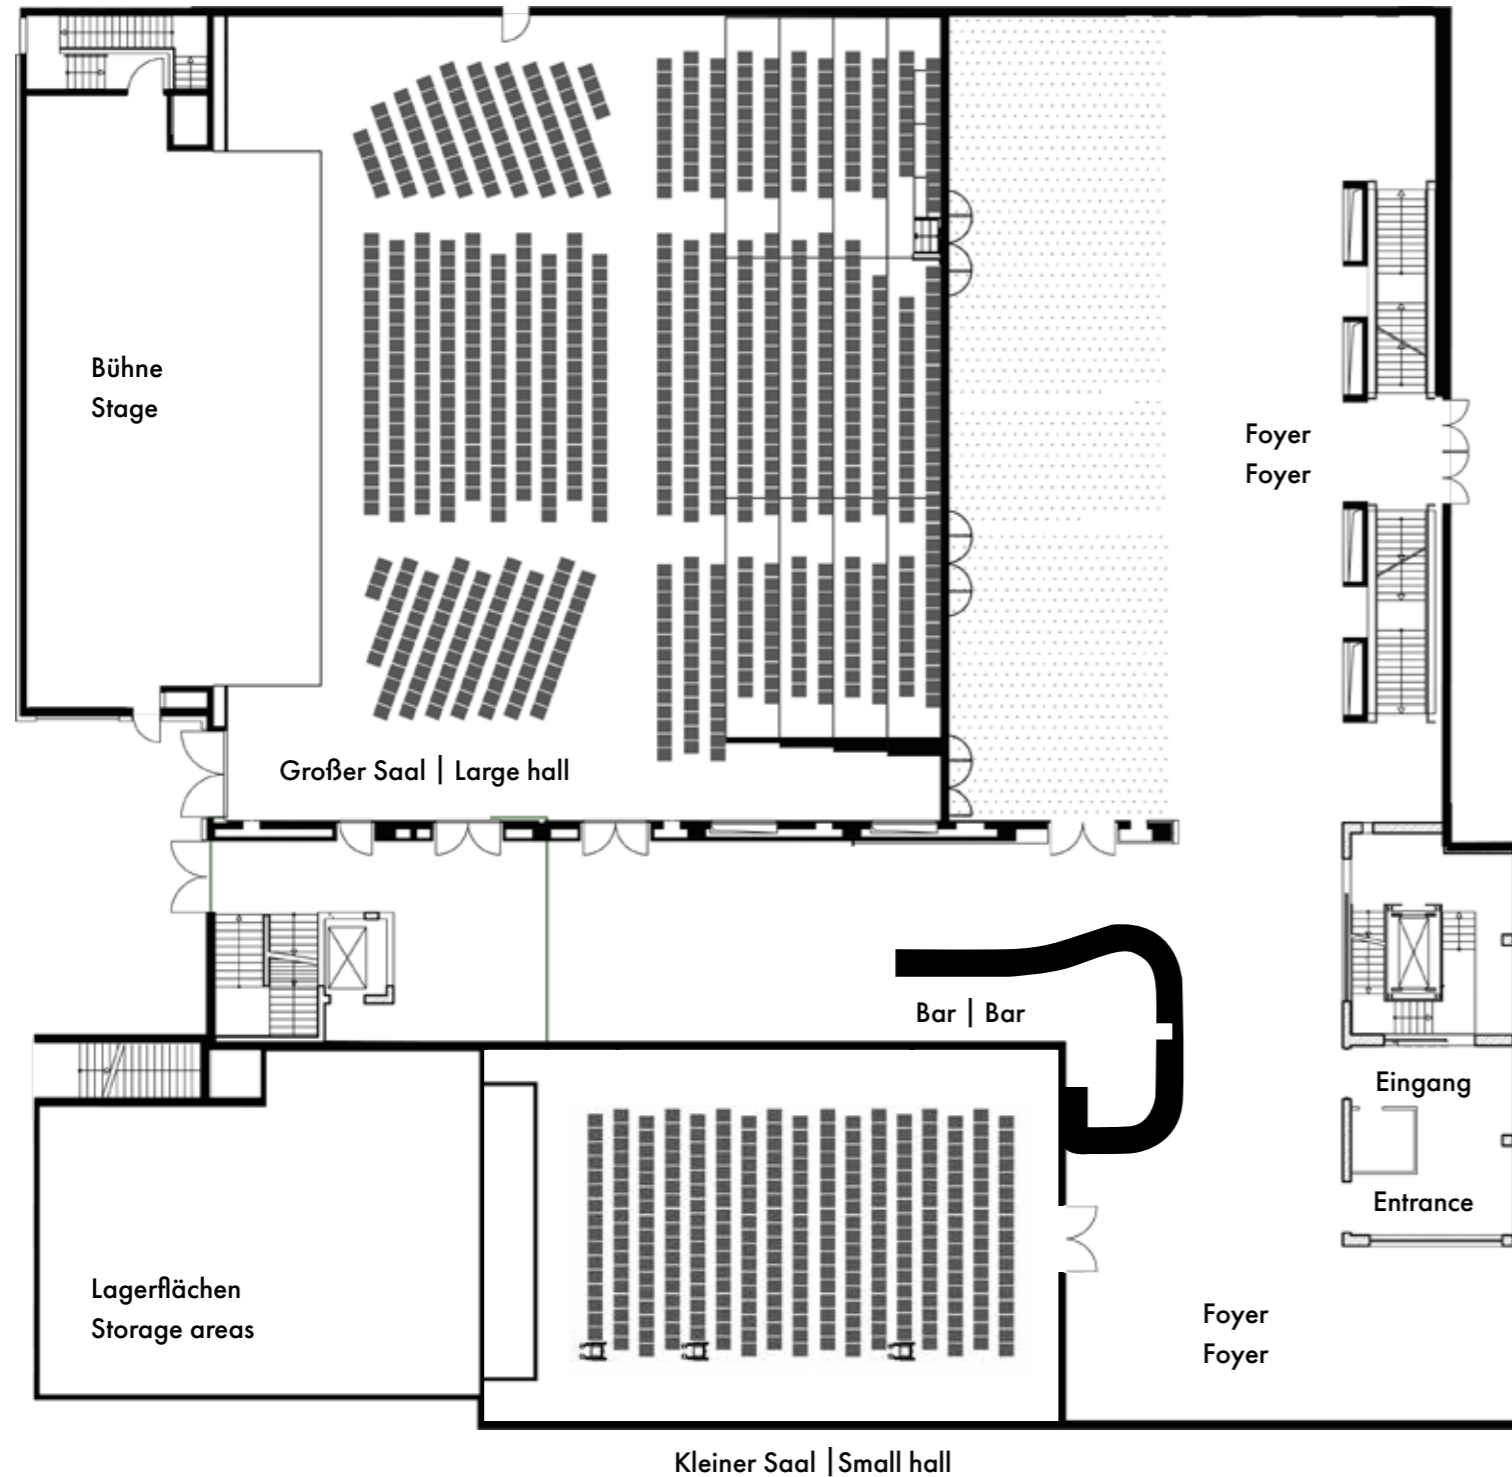 Bühne
Stage
Foyer
Foyer
Großer Saal | Large hall
Bar | Bar
Eingang
Entrance
Lagerflächen
Storage areas
Foyer
Foyer
Kleiner Saal | Small hall